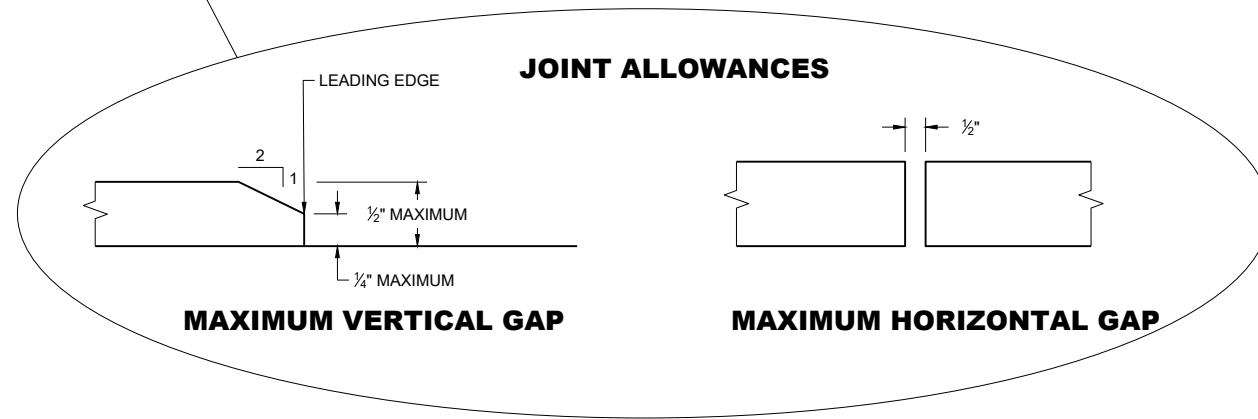 JOINT ALLOWANCES
LEADING EDGE
2
1
½" MAXIMUM
¼" MAXIMUM
MAXIMUM VERTICAL GAP
½"
MAXIMUM HORIZONTAL GAP